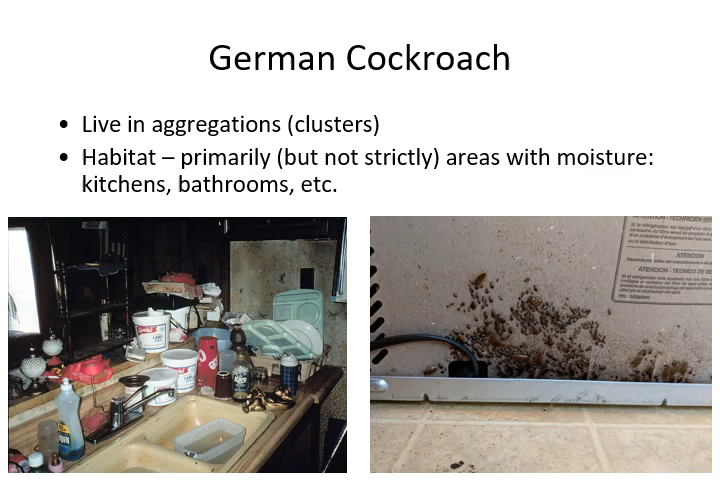 German Cockroach
• Live in aggregations (clusters)
• Habitat – primarily (but not strictly) areas with moisture:
kitchens, bathrooms, etc.
ATENCION
ATENCION - TECNICO DE